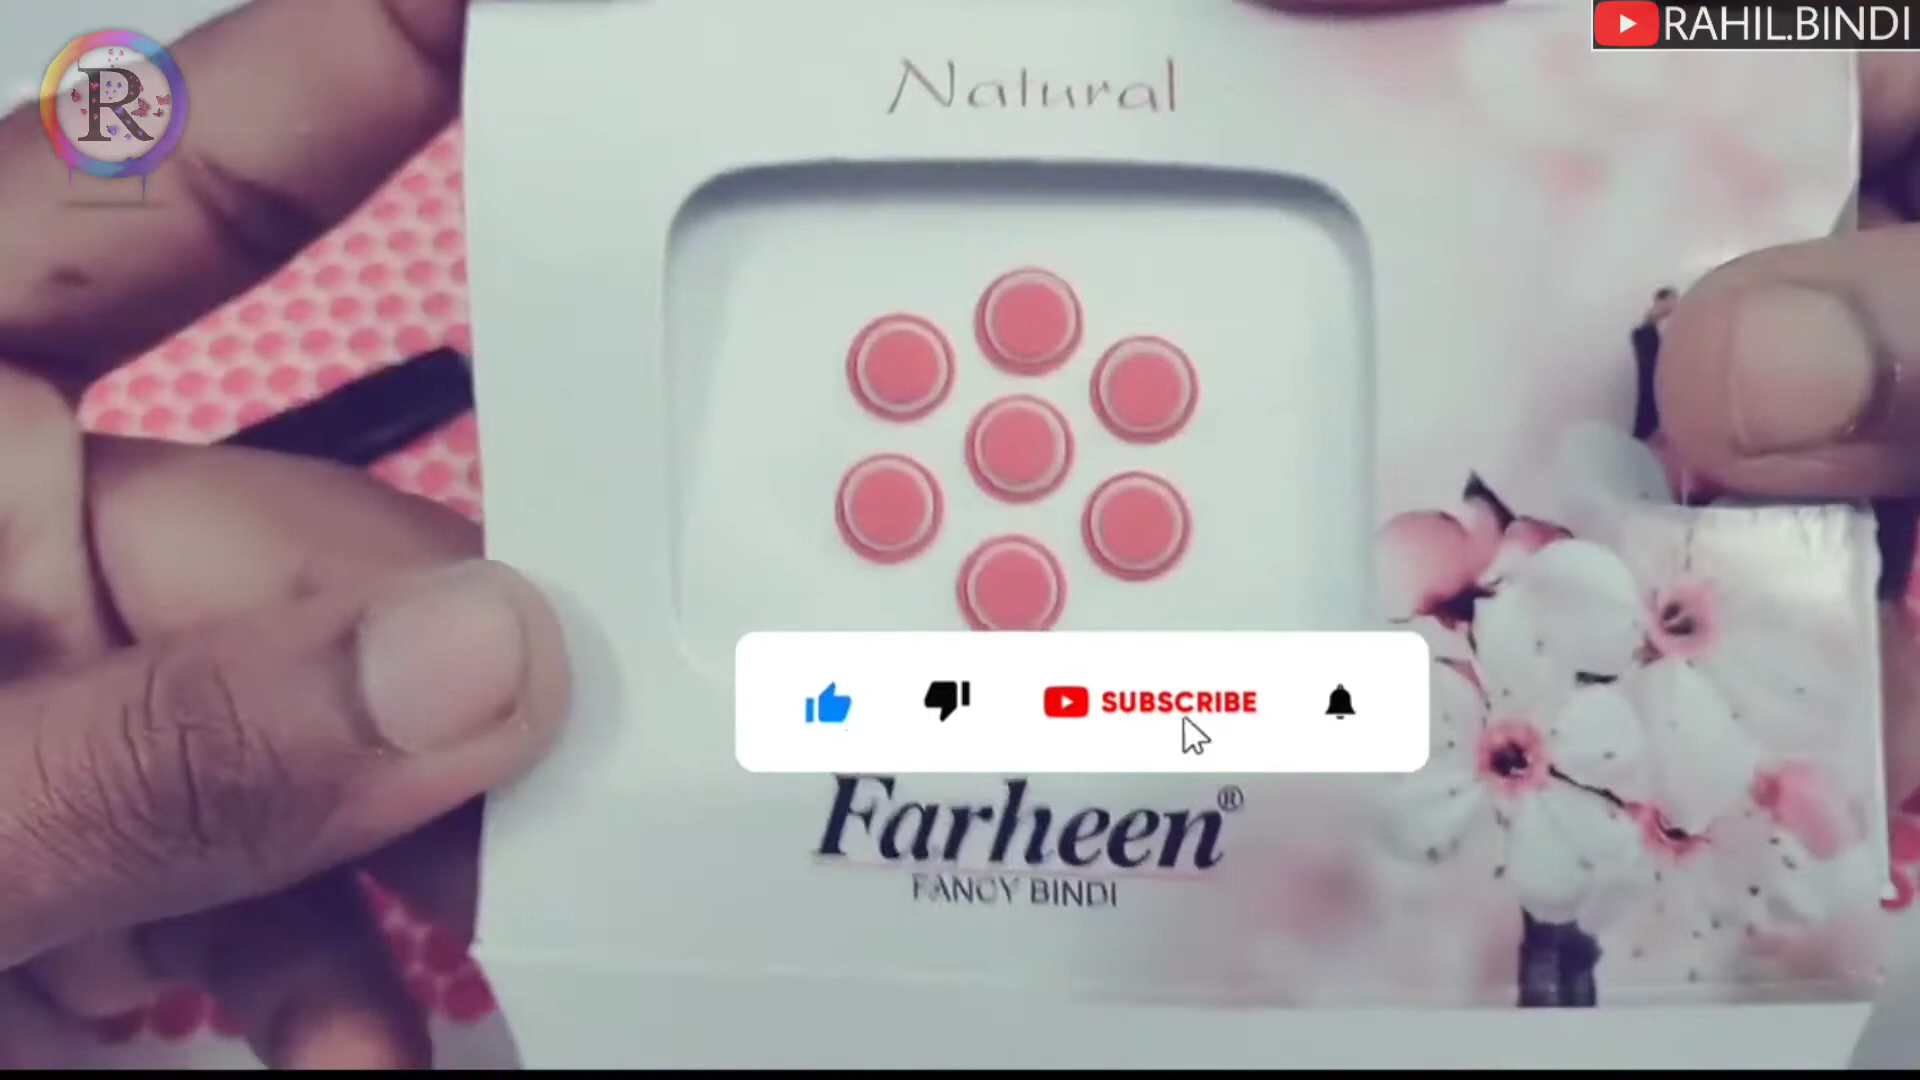 R
RAHIL.BINDI
Natural
SUBSCRIBE
Farheen®
FANCY BINDI